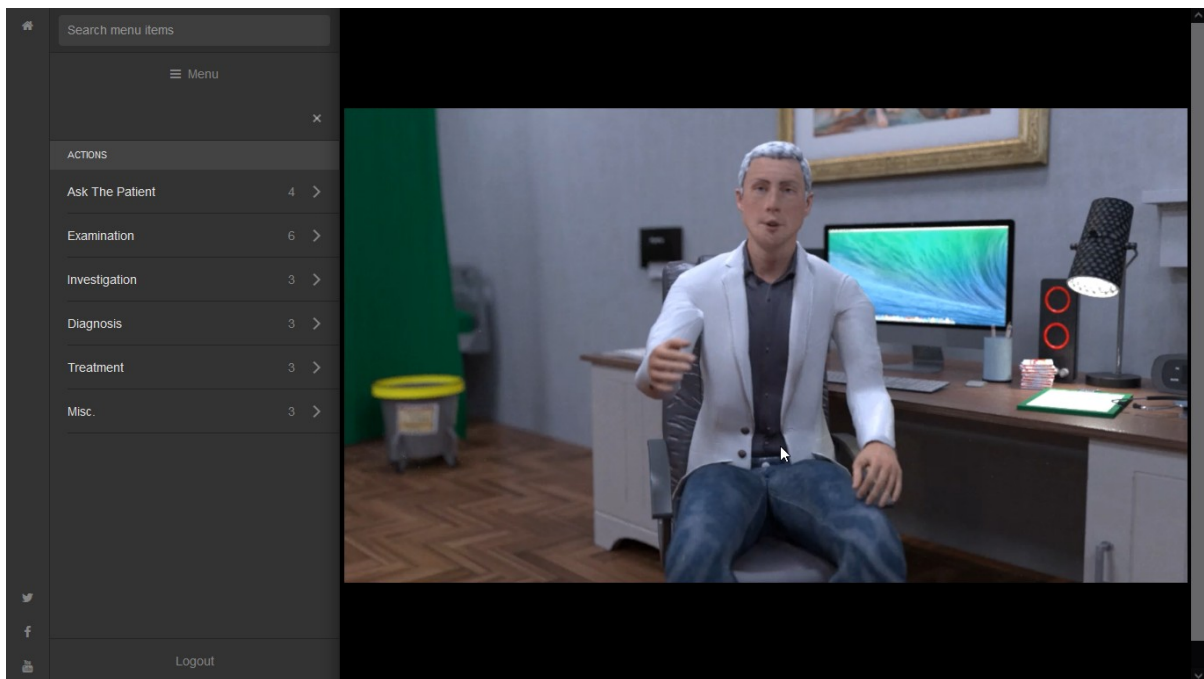 Search menu items
Menu
ACTIONS
Ask The Patient 4
Examination 6
Investigation 3
Diagnosis 3
Treatment 3
Misc. 3
Logout